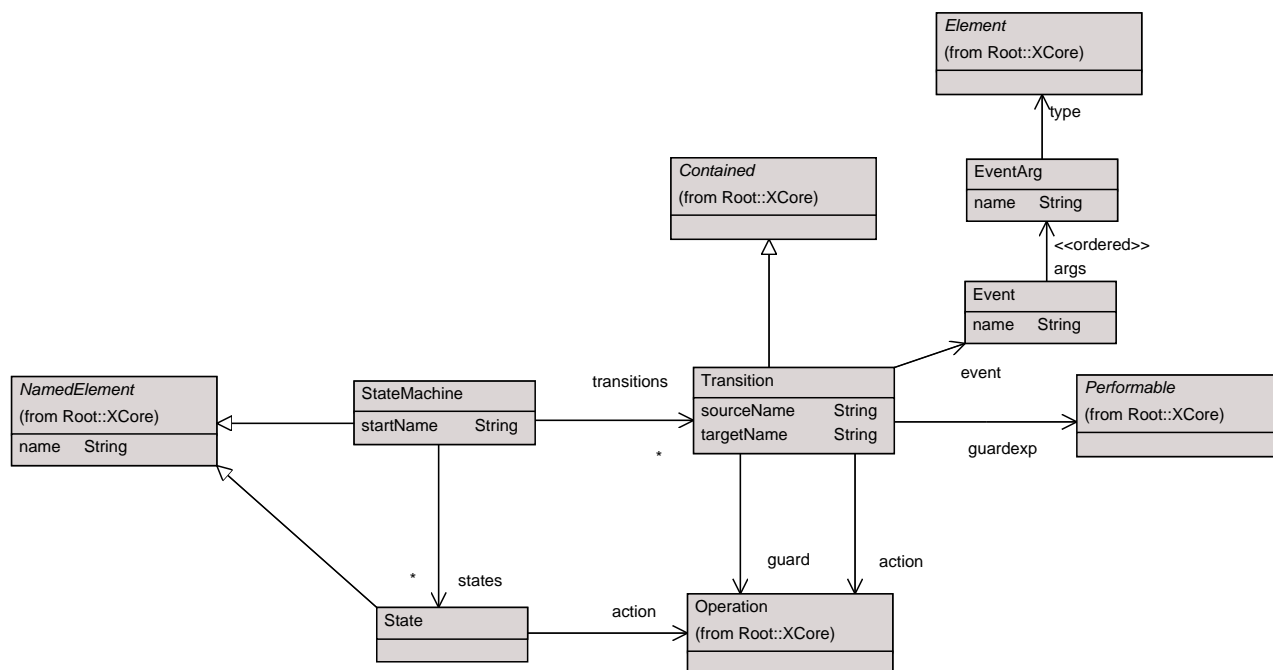 Element
(from Root::XCore)
type
EventArg
name String
<<ordered>>
args
Contained
(from Root::XCore)
Event
name String
event
NamedElement
(from Root::XCore)
name String
StateMachine
startName String
transitions
*
Transition
sourceName String
targetName String
Performable
(from Root::XCore)
guardexp
guard
action
* states
State
action
Operation
(from Root::XCore)